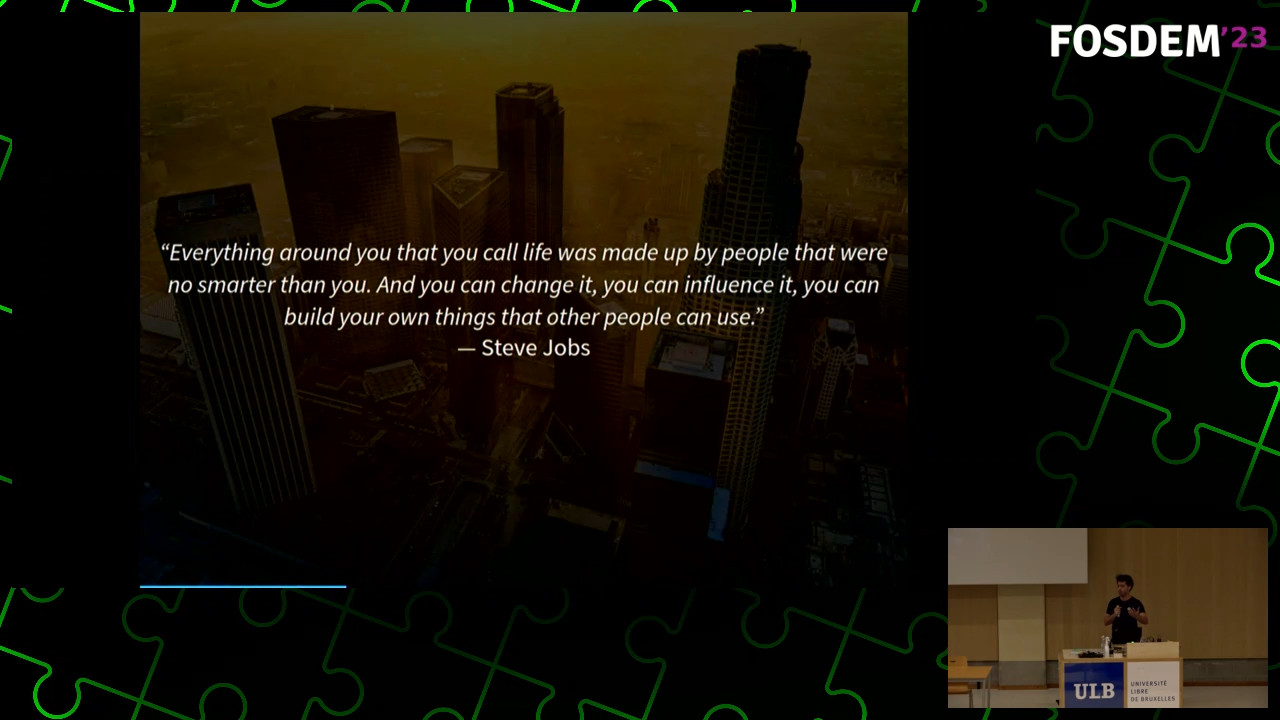 FOSDEM'23
“Everything around you that you call life was made up by people that were
no smarter than you. And you can change it, you can influence it, you can
build your own things that other people can use.”
— Steve Jobs
ULB
UNIVERSITÉ
LIBRE
DE BRUXELLES